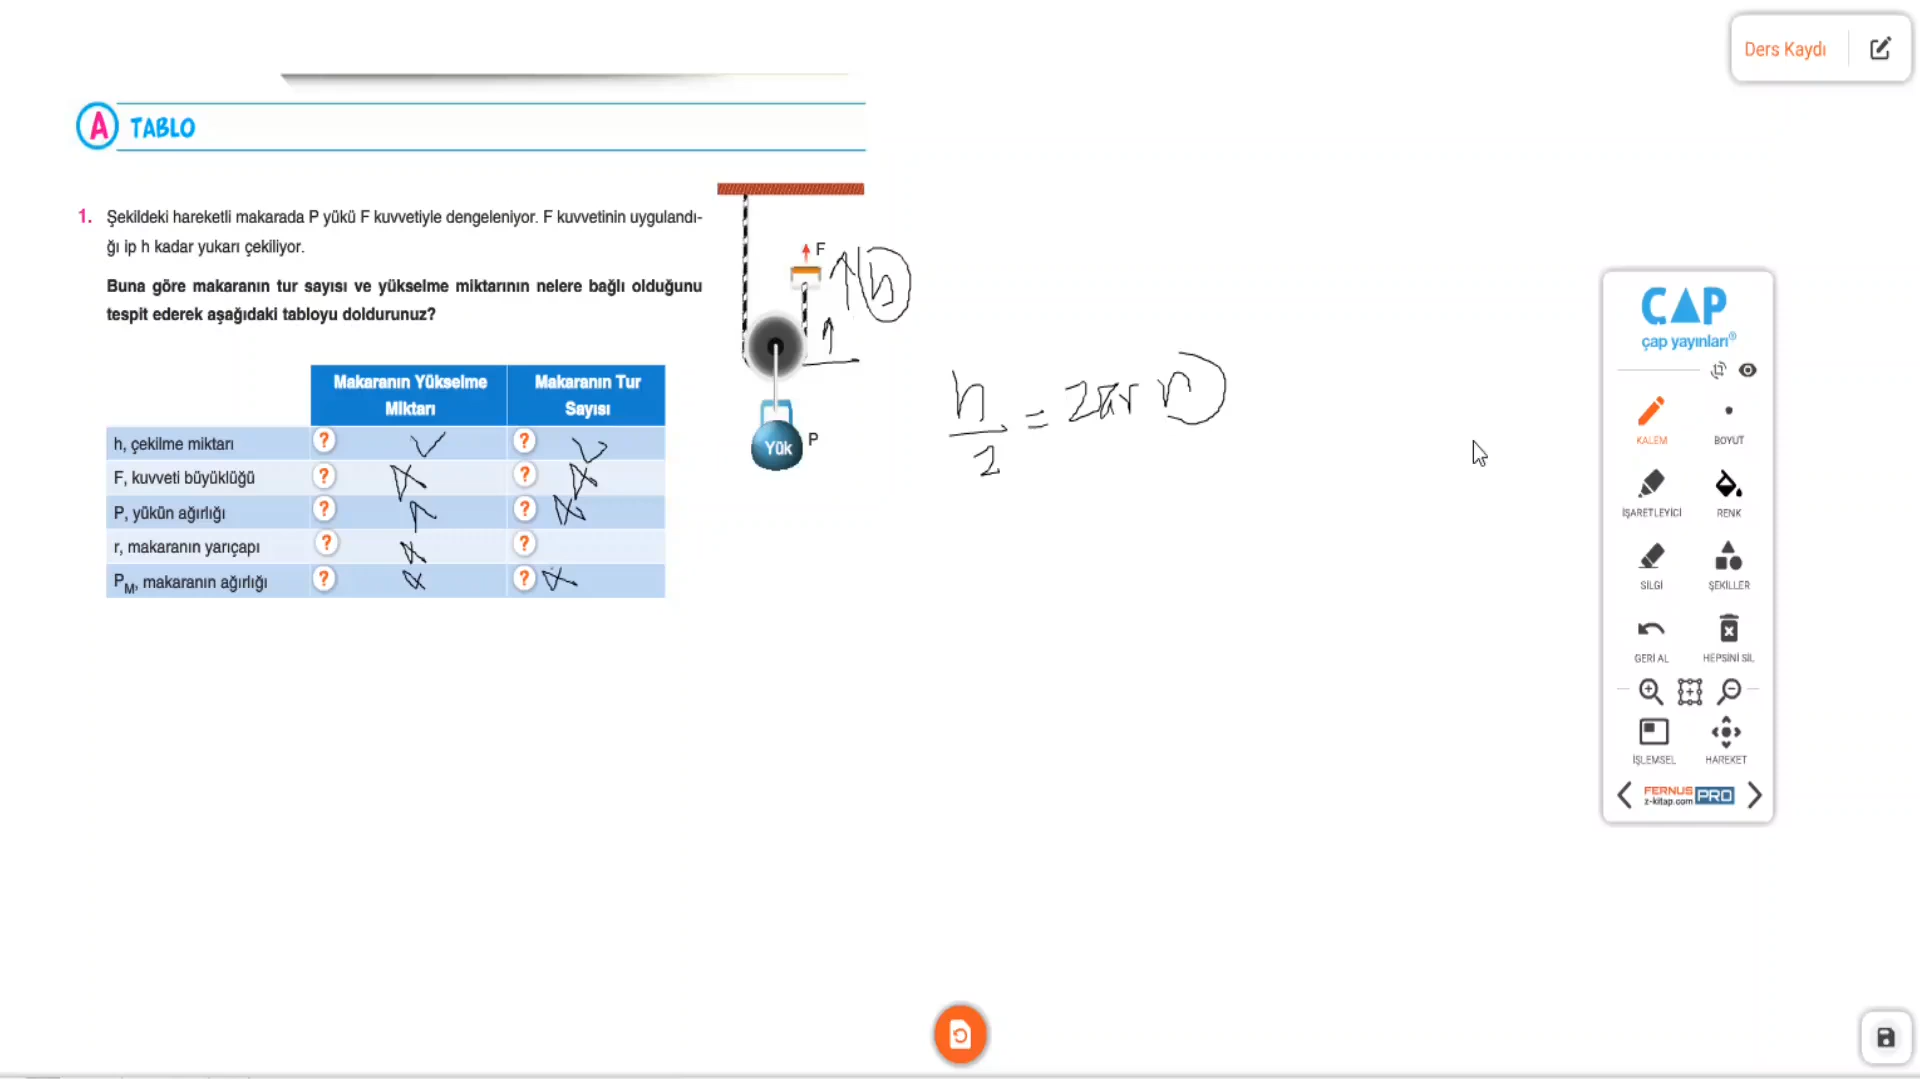 Ders Kaydı
A TABLO
1. Şekildeki hareketli makarada P yükü F kuvvetiyle dengeleniyor. F kuvvetinin uygulandı-
ğı ip h kadar yukarı çekiliyor.
Buna göre makaranın tur sayısı ve yükselme miktarının nelere bağlı olduğunu
tespit ederek aşağıdaki tabloyu doldurunuz?
F
h
P
Yük
Makaranın Yükselme Miktarı
Makaranın Tur Sayısı
h, çekilme miktarı ? ?
F, kuvveti büyüklüğü ? ?
P, yükün ağırlığı ? ?
r, makaranın yarıçapı ? ?
PM, makaranın ağırlığı ? ?
h/2 = 2πr n
ÇAP
çap yayınları®
KALEM
BOYUT
İŞARETLEYİCİ
RENK
SİLGİ
ŞEKİLLER
GERİ AL
HEPSİNİ SİL
İŞLEMSEL
HAREKET
FERNUS
z-kitap.com
PRO